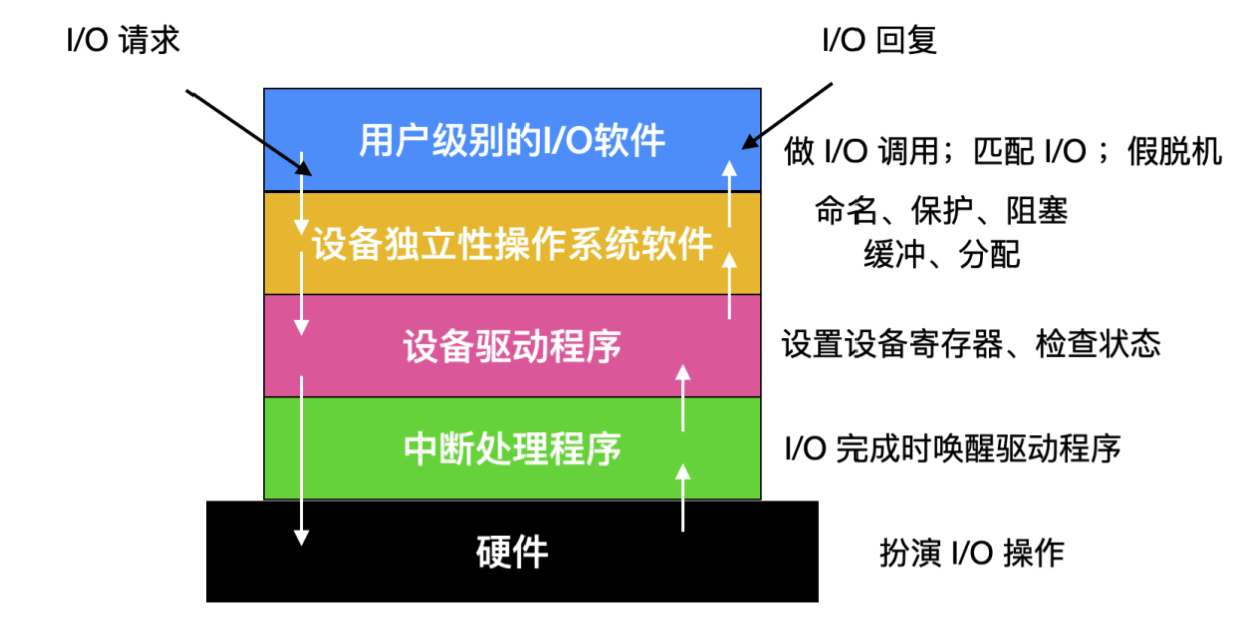 I/O 请求
I/O 回复
用户级别的I/O软件
做 I/O 调用；匹配 I/O ；假脱机
设备独立性操作系统软件
命名、保护、阻塞
缓冲、分配
设备驱动程序
设置设备寄存器、检查状态
中断处理程序
I/O 完成时唤醒驱动程序
硬件
扮演 I/O 操作